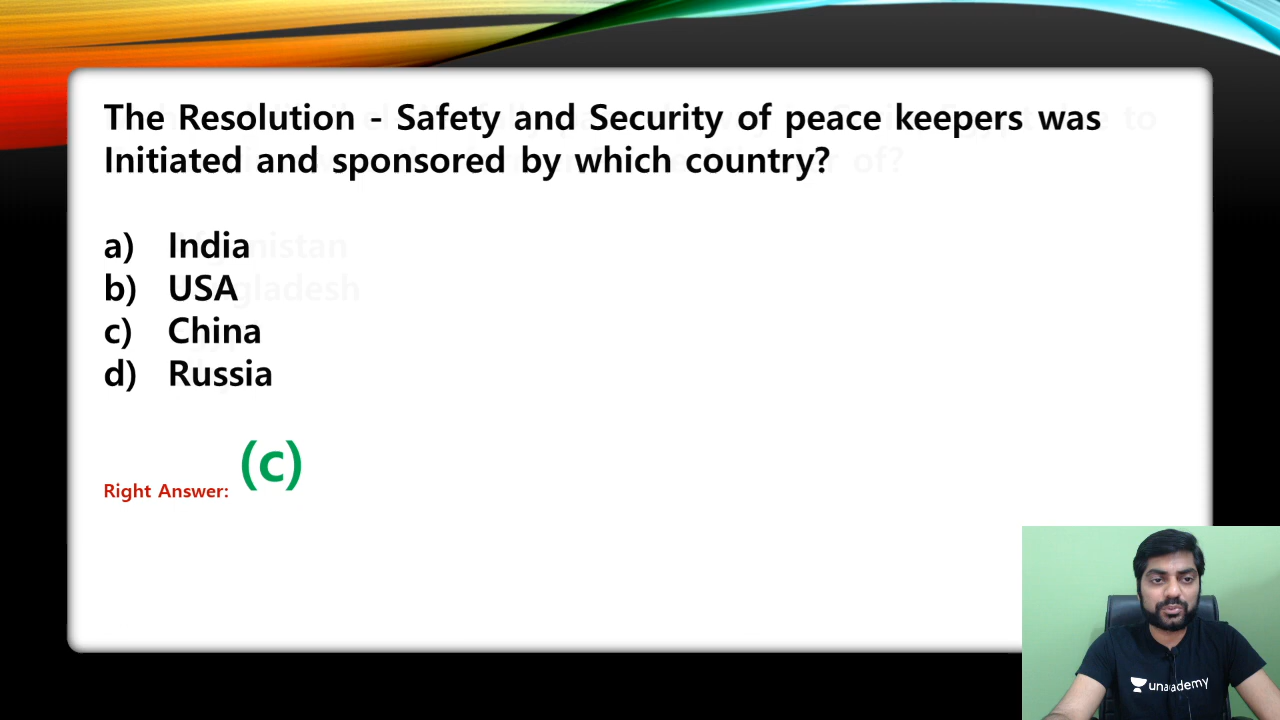 The Resolution - Safety and Security of peace keepers was
Initiated and sponsored by which country?
a) India
b) USA
c) China
d) Russia
Right Answer: (c)
unacademy